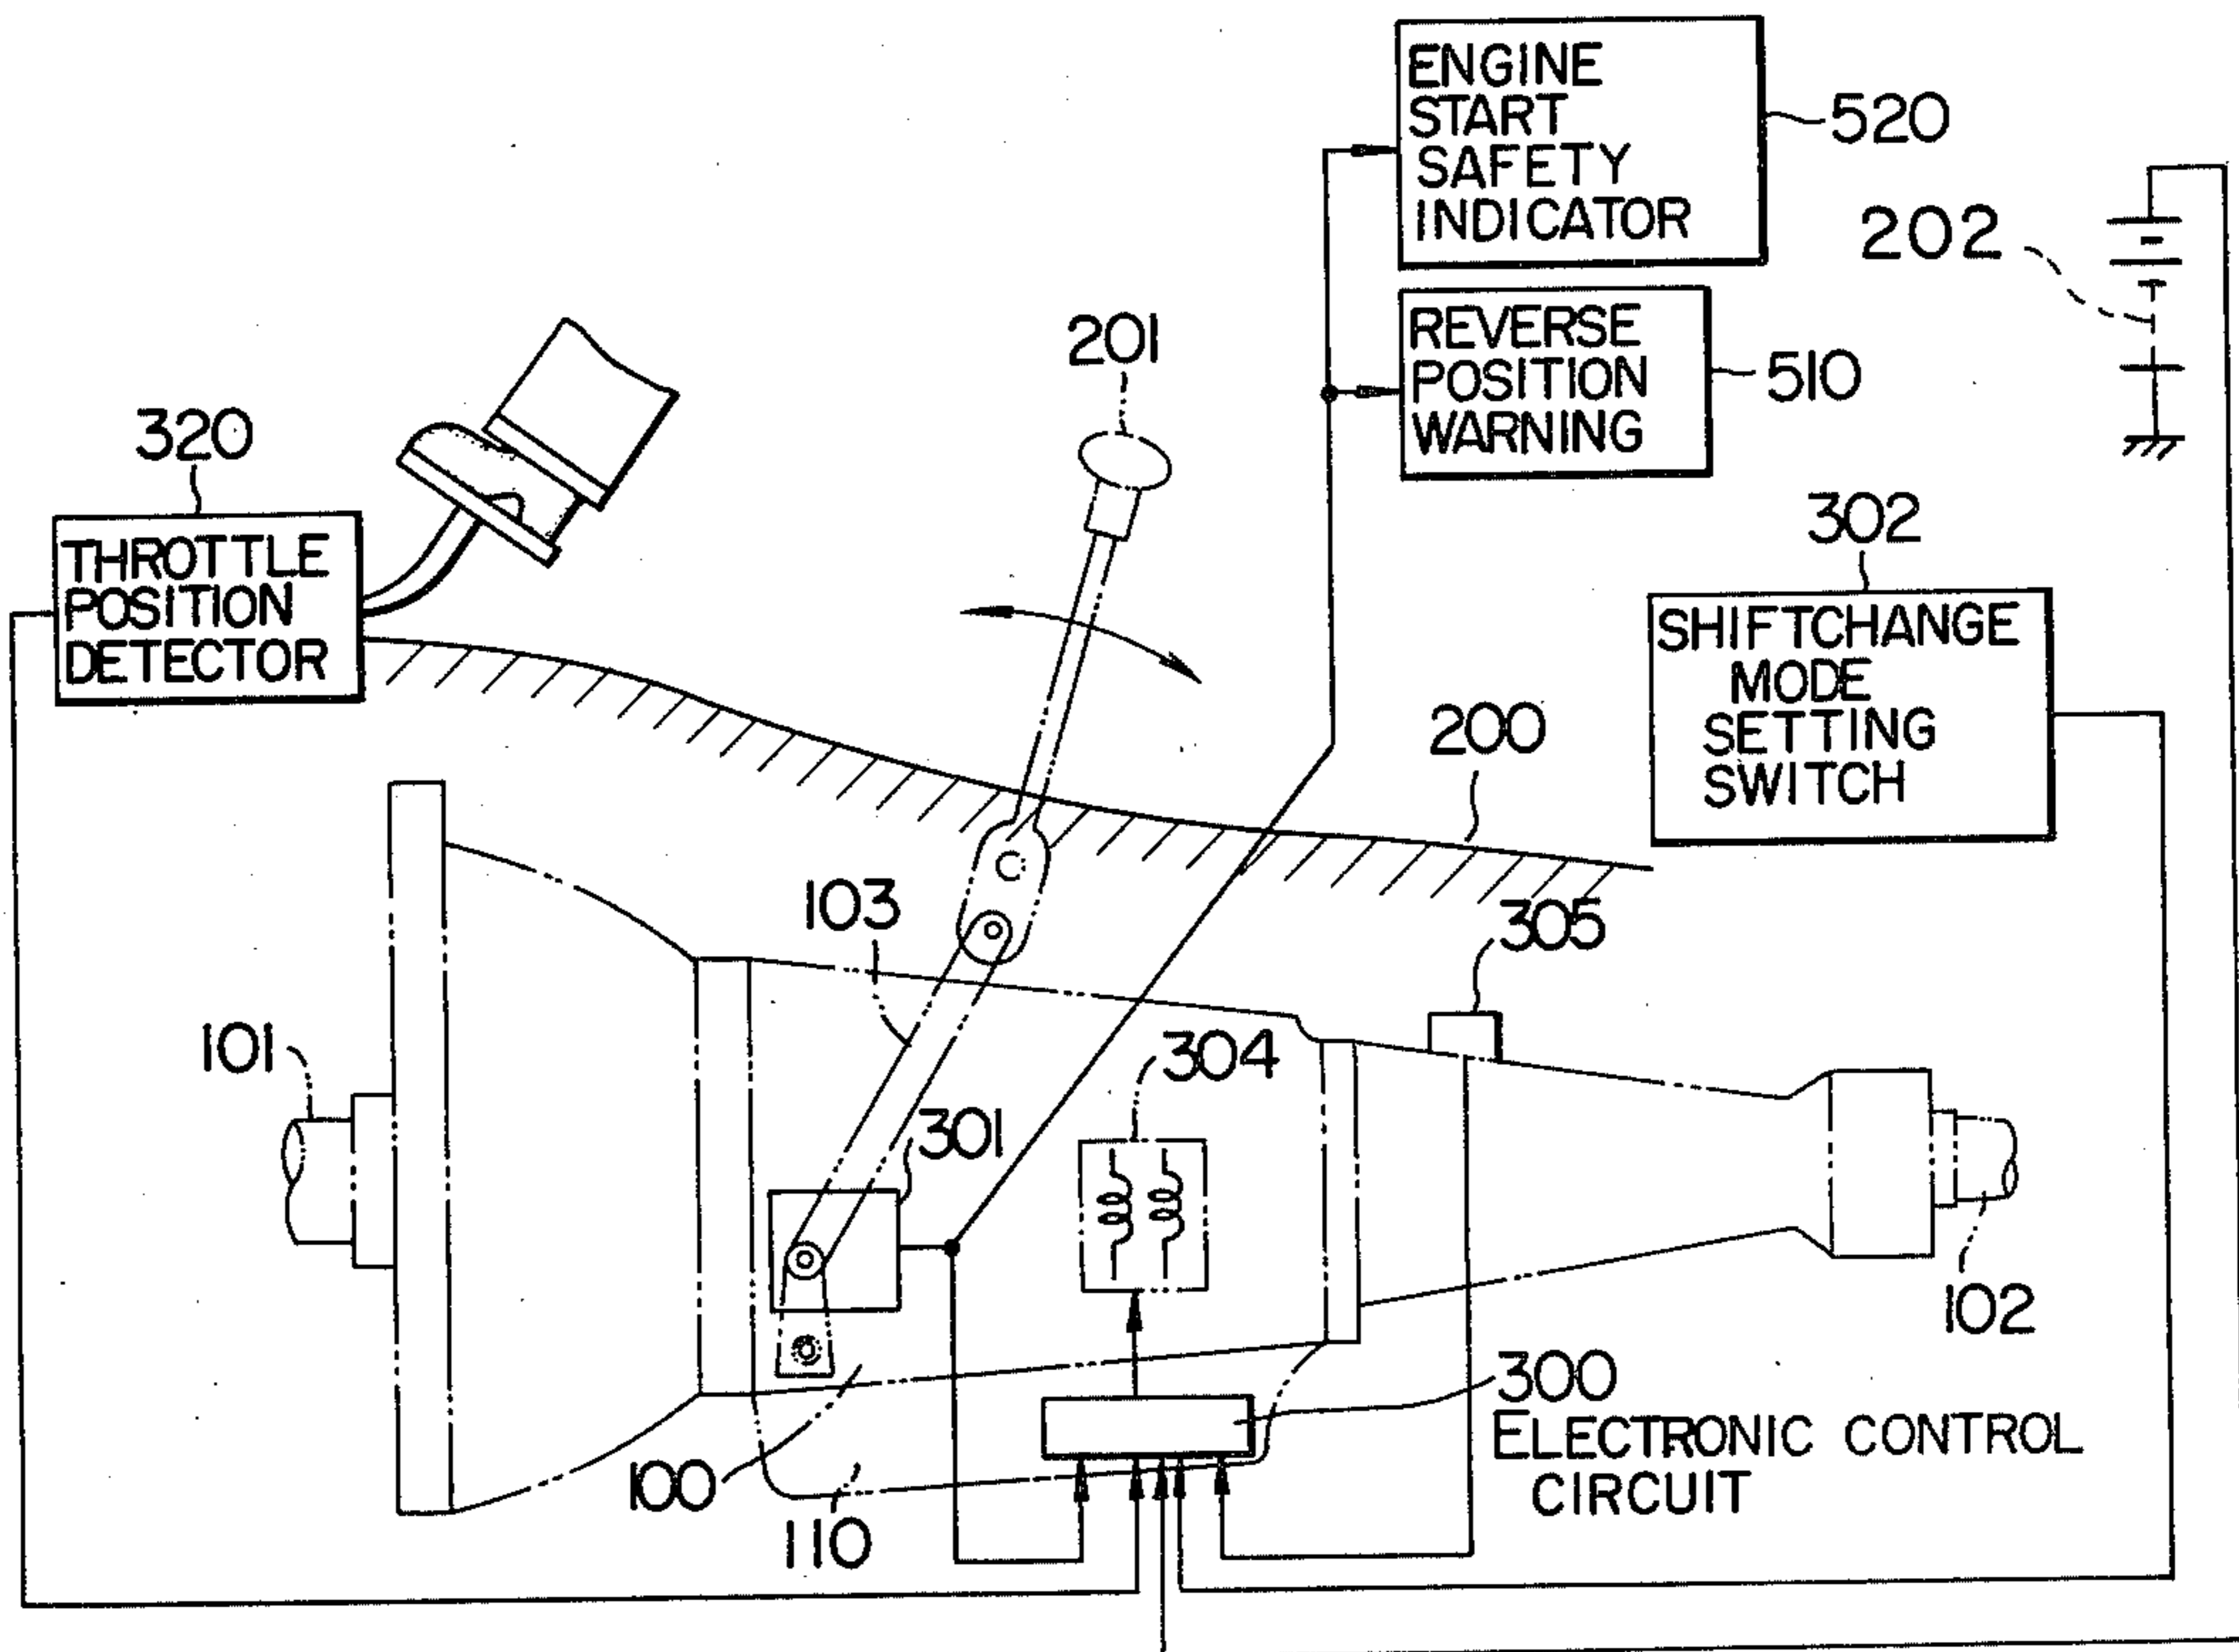 ENGINE
START
SAFETY
INDICATOR
520
202
REVERSE
POSITION
WARNING
510
201
320
THROTTLE
POSITION
DETECTOR
302
SHIFTCHANGE
MODE
SETTING
SWITCH
200
103
305
101
304
301
102
300
ELECTRONIC CONTROL
CIRCUIT
100
110